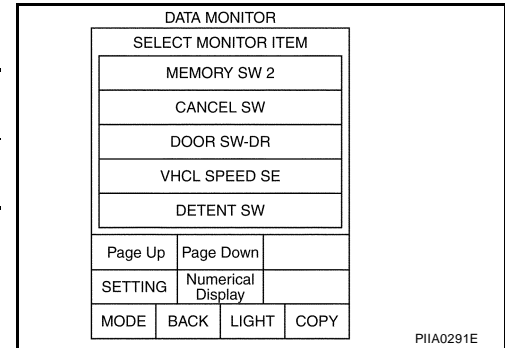 DATA MONITOR
SELECT MONITOR ITEM
MEMORY SW 2
CANCEL SW
DOOR SW-DR
VHCL SPEED SE
DETENT SW
Page Up Page Down
SETTING Numerical
Display
MODE BACK LIGHT COPY
PIIA0291E